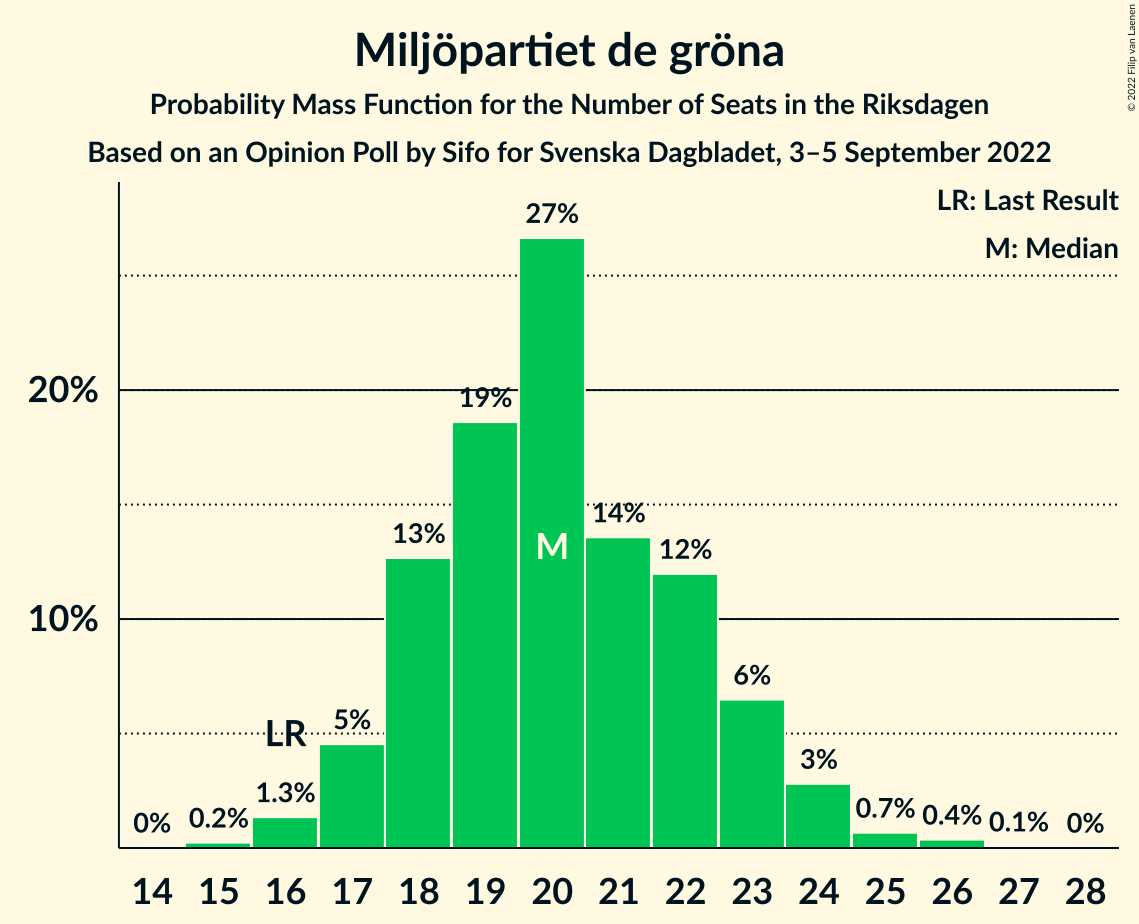 © 2022 Filip van Laenen
Miljöpartiet de gröna
Probability Mass Function for the Number of Seats in the Riksdagen
Based on an Opinion Poll by Sifo for Svenska Dagbladet, 3–5 September 2022
LR: Last Result
M: Median
20%
10%
0%
0.2%
1.3%
LR
5%
13%
19%
27%
M
14%
12%
6%
3%
0.7%
0.4%
0.1%
0%
14 15 16 17 18 19 20 21 22 23 24 25 26 27 28